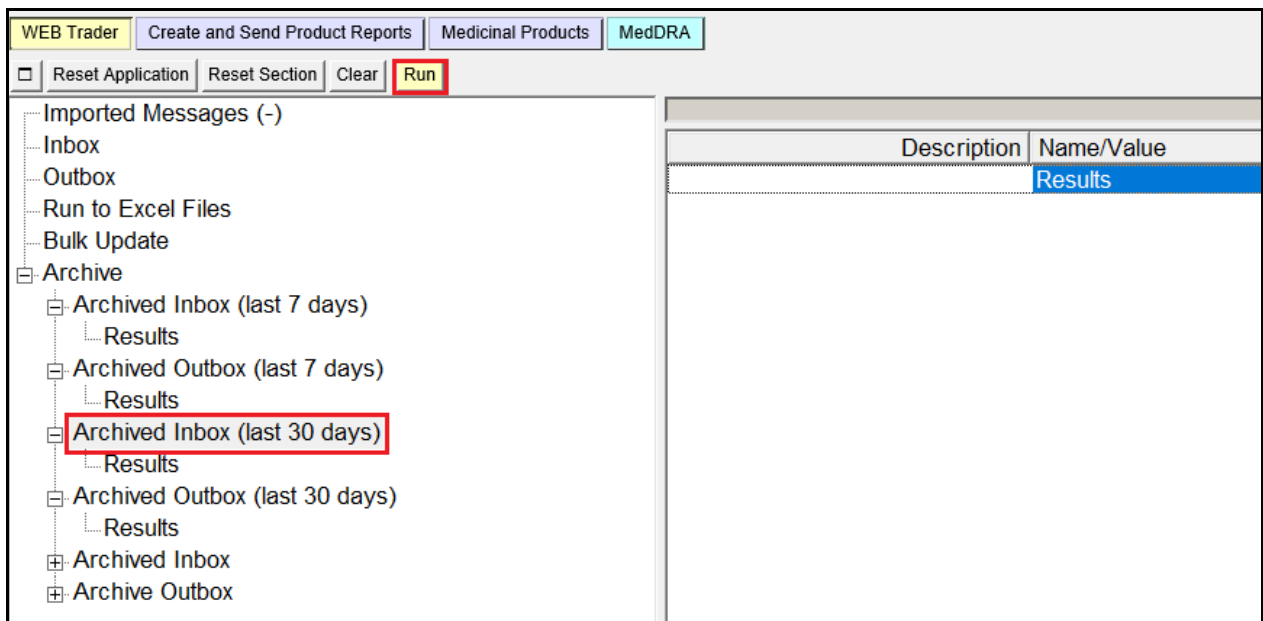 WEB Trader Create and Send Product Reports Medicinal Products MedDRA
Reset Application Reset Section Clear Run
Imported Messages (-)
Inbox
Outbox
Run to Excel Files
Bulk Update
Archive
Archived Inbox (last 7 days)
Results
Archived Outbox (last 7 days)
Results
Archived Inbox (last 30 days)
Results
Archived Outbox (last 30 days)
Results
Archived Inbox
Archive Outbox
Description Name/Value
Results